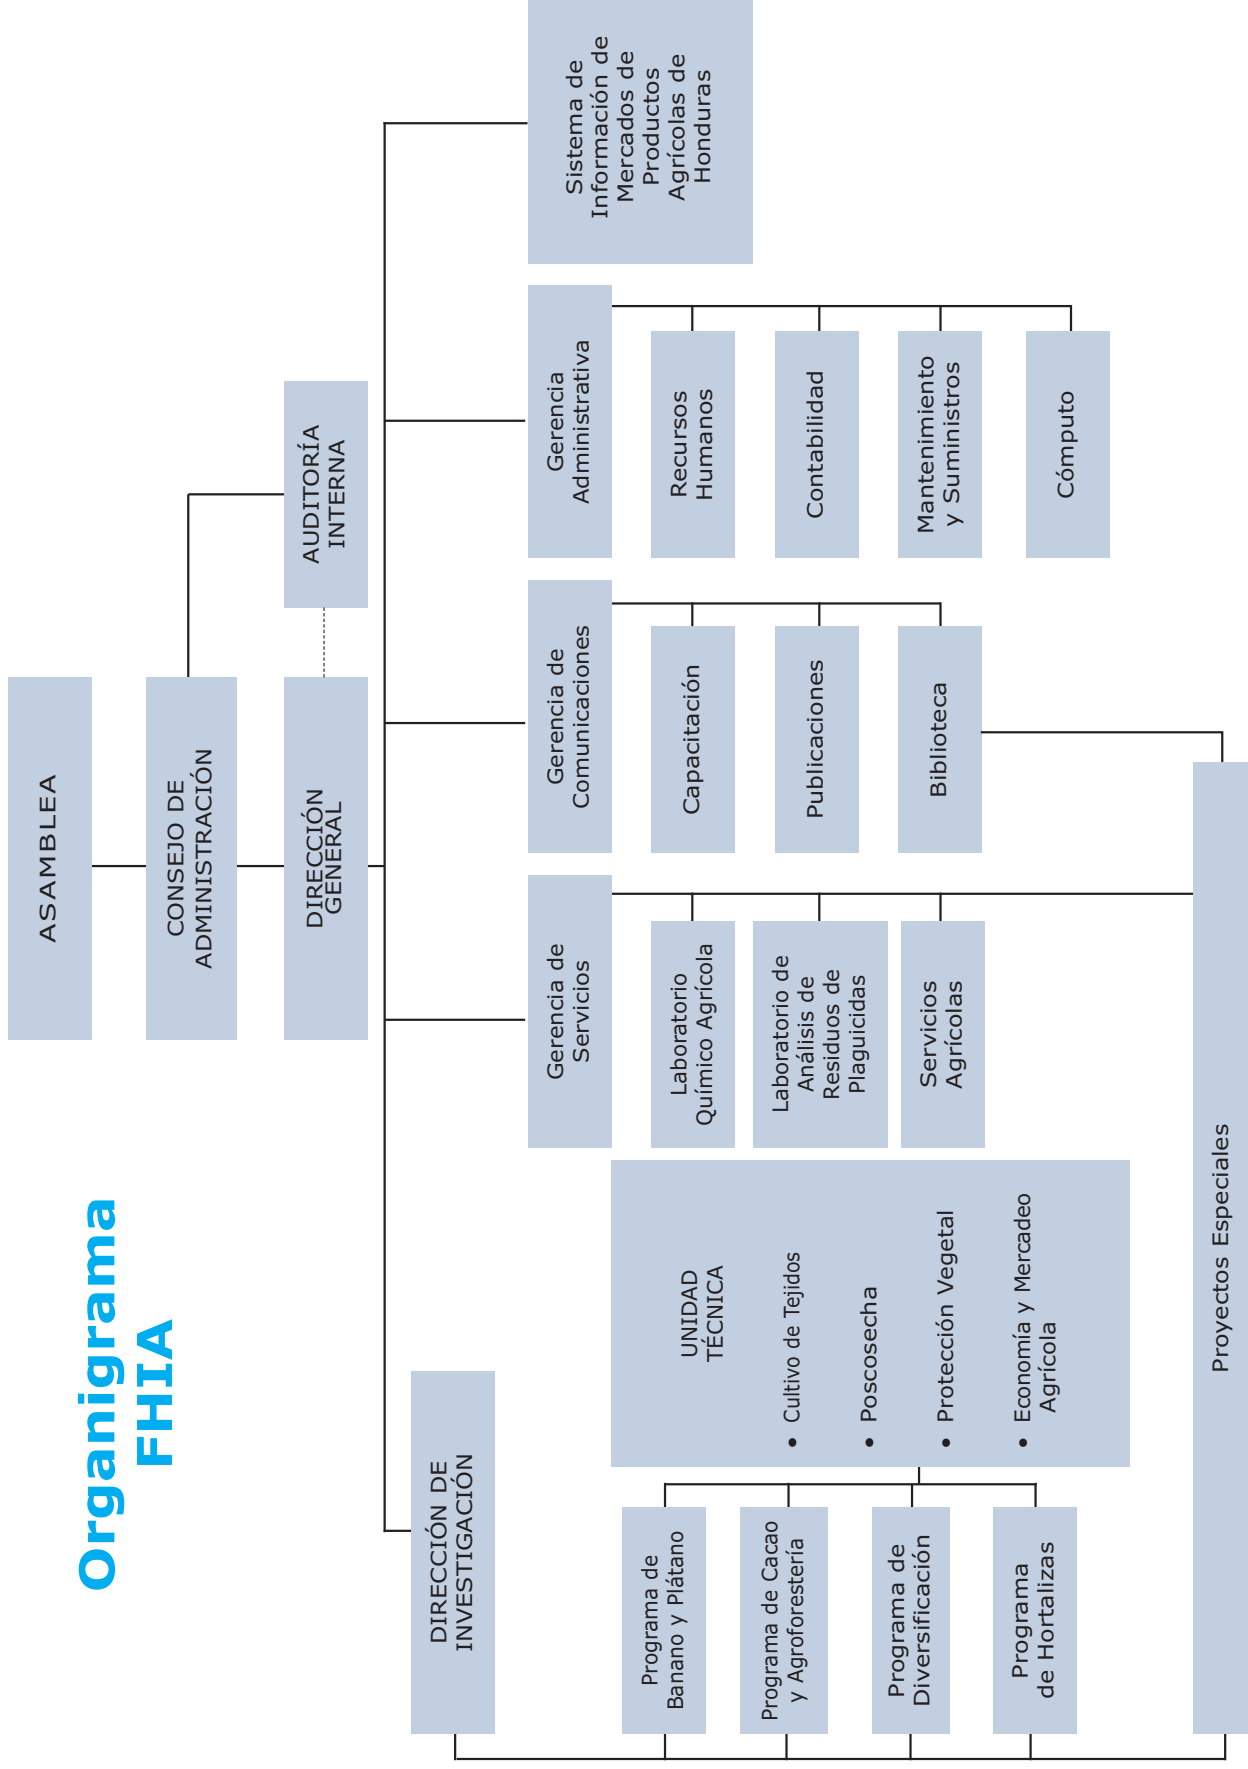 Organigrama
FHIA
ASAMBLEA
CONSEJO DE
ADMINISTRACIÓN
DIRECCIÓN
GENERAL
AUDITORÍA
INTERNA
DIRECCIÓN DE
INVESTIGACIÓN
Programa de
Banano y Plátano
Programa de Cacao
y Agroforestería
Programa de
Diversificación
Programa
de Hortalizas
UNIDAD
TÉCNICA
• Cultivo de Tejidos
• Poscosecha
• Protección Vegetal
• Economía y Mercadeo
Agrícola
Gerencia de
Servicios
Laboratorio
Químico Agrícola
Laboratorio de
Análisis de
Residuos de
Plaguicidas
Servicios
Agrícolas
Gerencia de
Comunicaciones
Capacitación
Publicaciones
Biblioteca
Gerencia
Administrativa
Recursos
Humanos
Contabilidad
Mantenimiento
y Suministros
Cómputo
Sistema de
Información de
Mercados de
Productos
Agrícolas de
Honduras
Proyectos Especiales